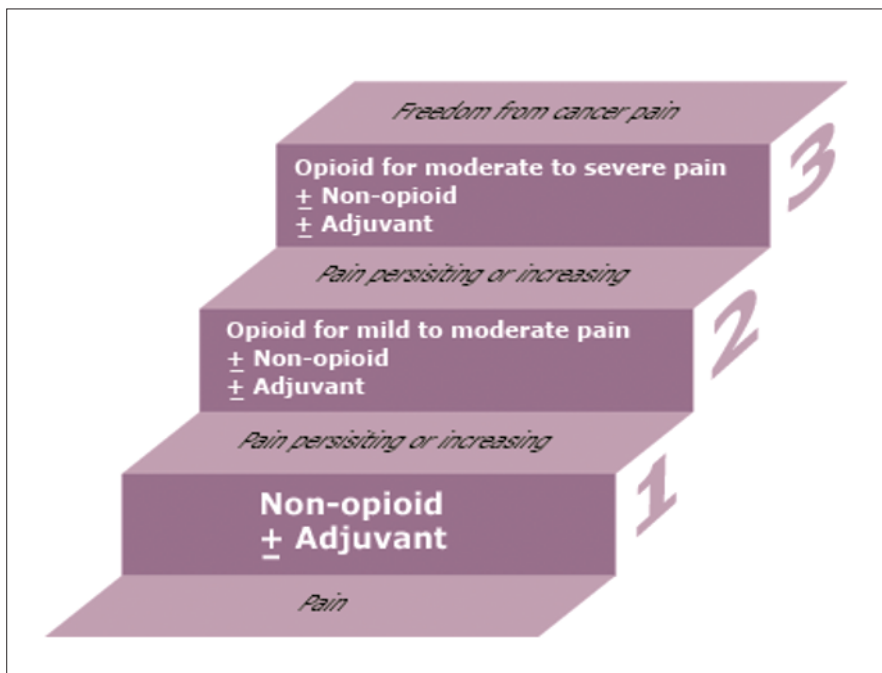 Freedom from cancer pain
3
Opioid for moderate to severe pain
± Non-opioid
± Adjuvant
Pain persisiting or increasing
2
Opioid for mild to moderate pain
± Non-opioid
± Adjuvant
Pain persisiting or increasing
1
Non-opioid
± Adjuvant
Pain